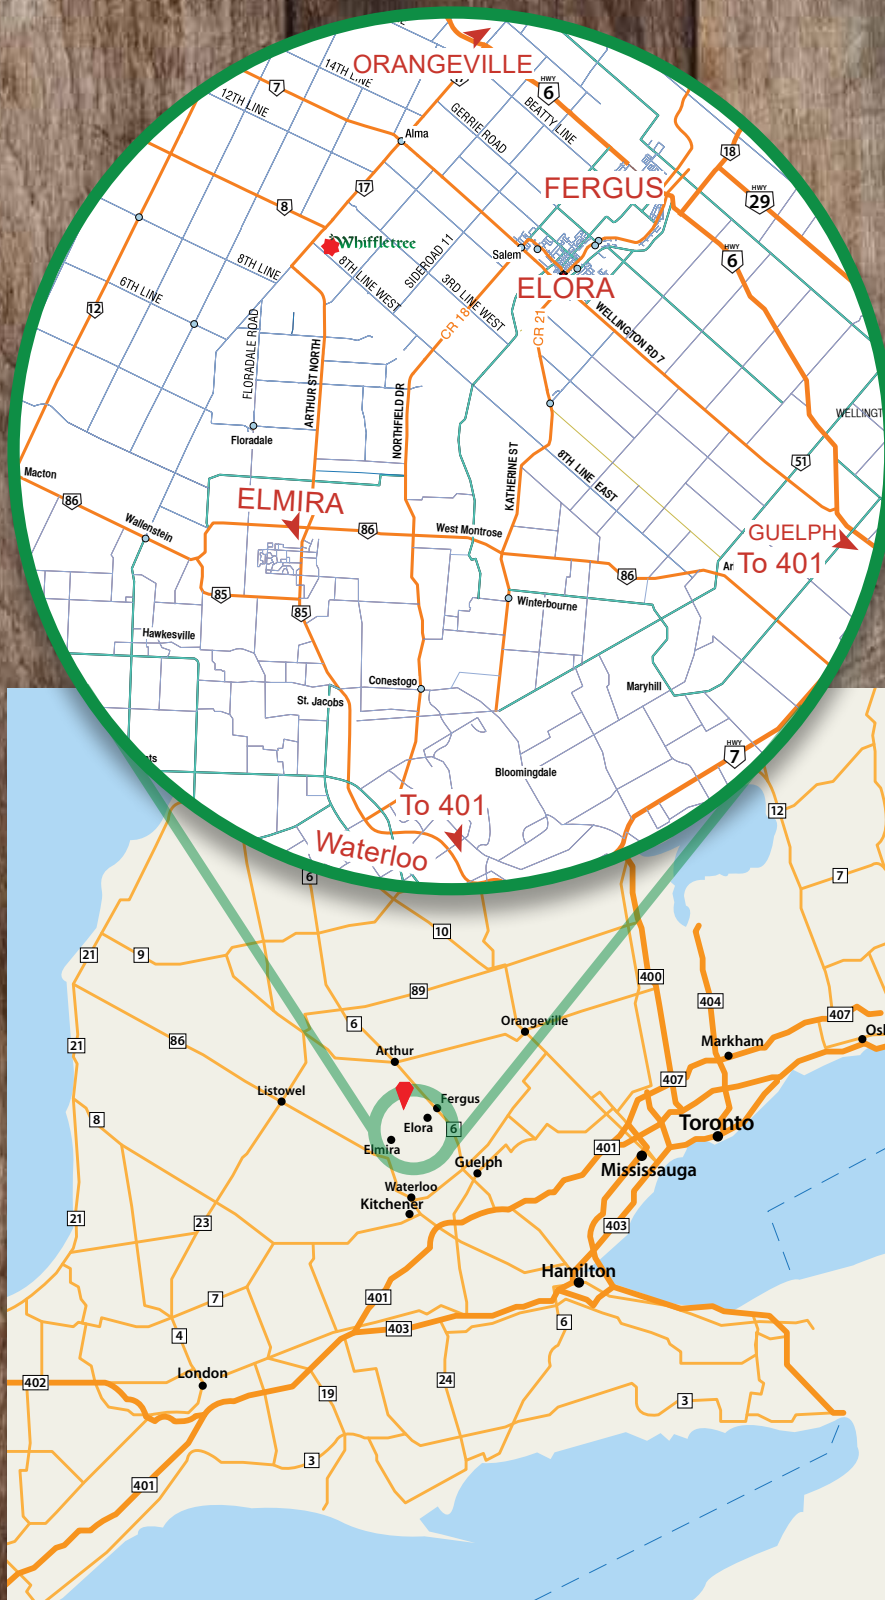 ORANGEVILLE
14TH LINE
7
12TH LINE
HWY
6
BEATTY LINE
GERRIE ROAD
Alma
18
17
FERGUS
HWY
29
8
Whiffletree
SIDEROAD 11
Salem
HWY
6
8TH LINE
8TH LINE WEST
6TH LINE
3RD LINE WEST
ELORA
12
CR 18
CR 21
WELLINGTON RD 7
FLORADALE ROAD
ARTHUR ST NORTH
NORTHFIELD DR
WELLINGT
Floradale
KATHERINE ST
8TH LINE EAST
51
Macton
86
ELMIRA
Wallenstein
86
West Montrose
GUELPH
To 401
Ar
86
85
85
Winterbourne
Hawkesville
Conestogo
Maryhill
St. Jacobs
HWY
7
nts
Bloomingdale
To 401
Waterloo
12
6
7
10
21
9
400
89
404
407
6
Orangeville
21
86
Markham
Osl
Arthur
407
Listowel
Fergus
8
Elora
6
Toronto
Elmira
401
Guelph
Mississauga
Waterloo
Kitchener
21
23
403
Hamilton
401
7
6
403
4
London
402
24
19
3
3
401